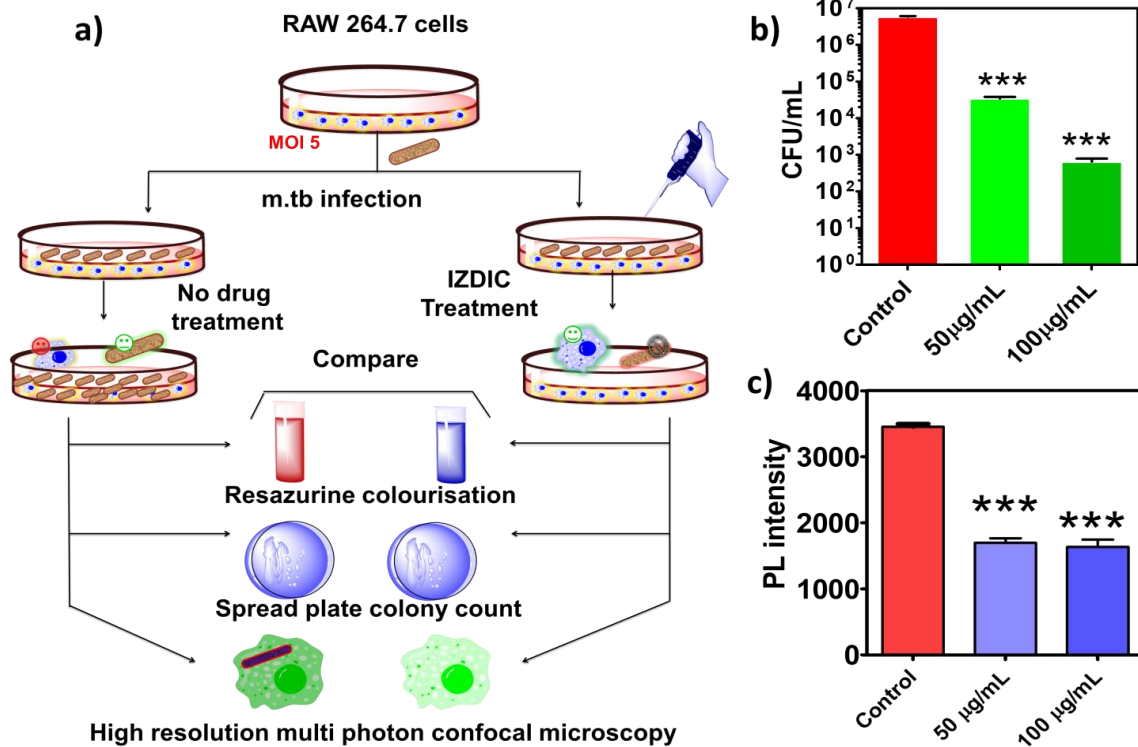 a)
RAW 264.7 cells
MOI 5
m.tb infection
No drug
treatment
IZDIC
Treatment
Compare
Resazurine colourisation
Spread plate colony count
High resolution multi photon confocal microscopy
b)
CFU/mL
10⁷
10⁶
10⁵
10⁴
10³
10²
10¹
10⁰
***
***
Control
50µg/mL
100µg/mL
c)
PL intensity
4000
3000
2000
1000
0
***
***
Control
50 µg/mL
100 µg/mL